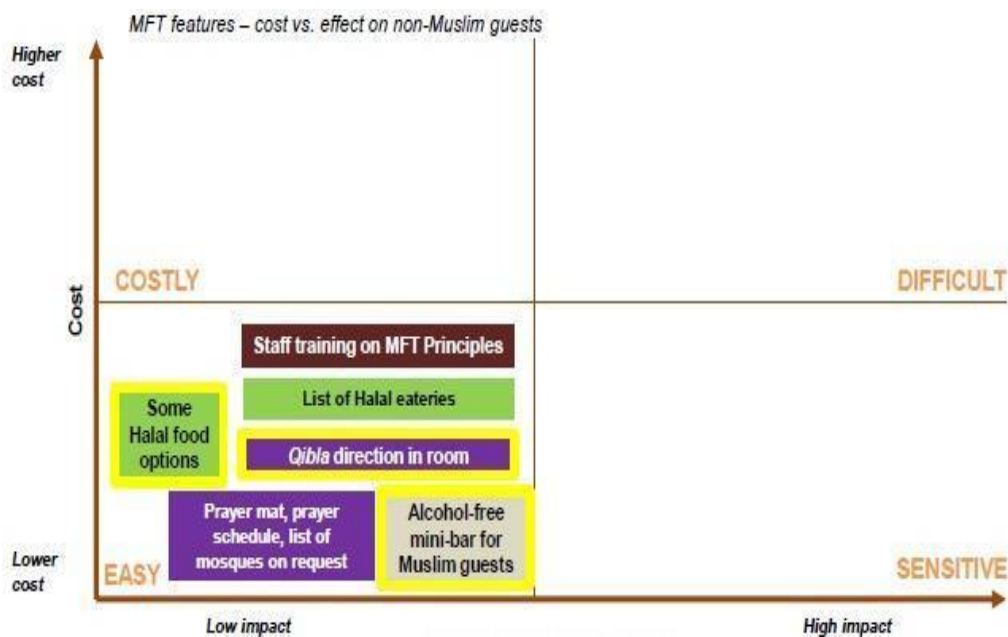 MFT features – cost vs. effect on non-Muslim guests
Higher
cost
COSTLY
DIFFICULT
Cost
Staff training on MFT Principles
List of Halal eateries
Some
Halal food
options
Qibla direction in room
Prayer mat, prayer
schedule, list of
mosques on request
Alcohol-free
mini-bar for
Muslim guests
Lower
cost
EASY
SENSITIVE
Low impact
High impact